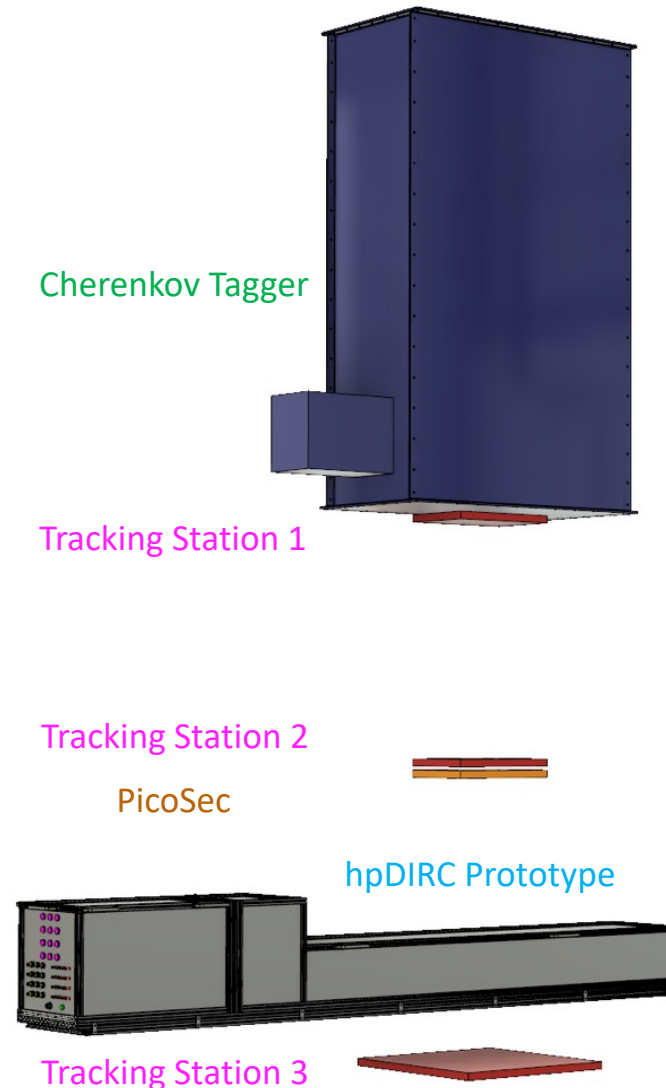 Cherenkov Tagger
Tracking Station 1
Tracking Station 2
PicoSec
hpDIRC Prototype
Tracking Station 3